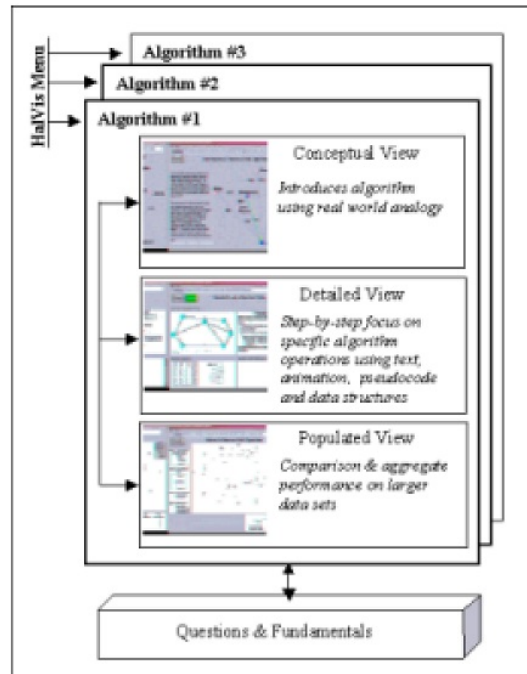 HalVis Menu
Algorithm #3
Algorithm #2
Algorithm #1
Conceptual View
Introduces algorithm
using real world analogy
Detailed View
Step-by-step focus on
specific algorithm
operations using text,
animation, pseudocode
and data structures
Populated View
Comparison & aggregate
performance on larger
data sets
Questions & Fundamentals